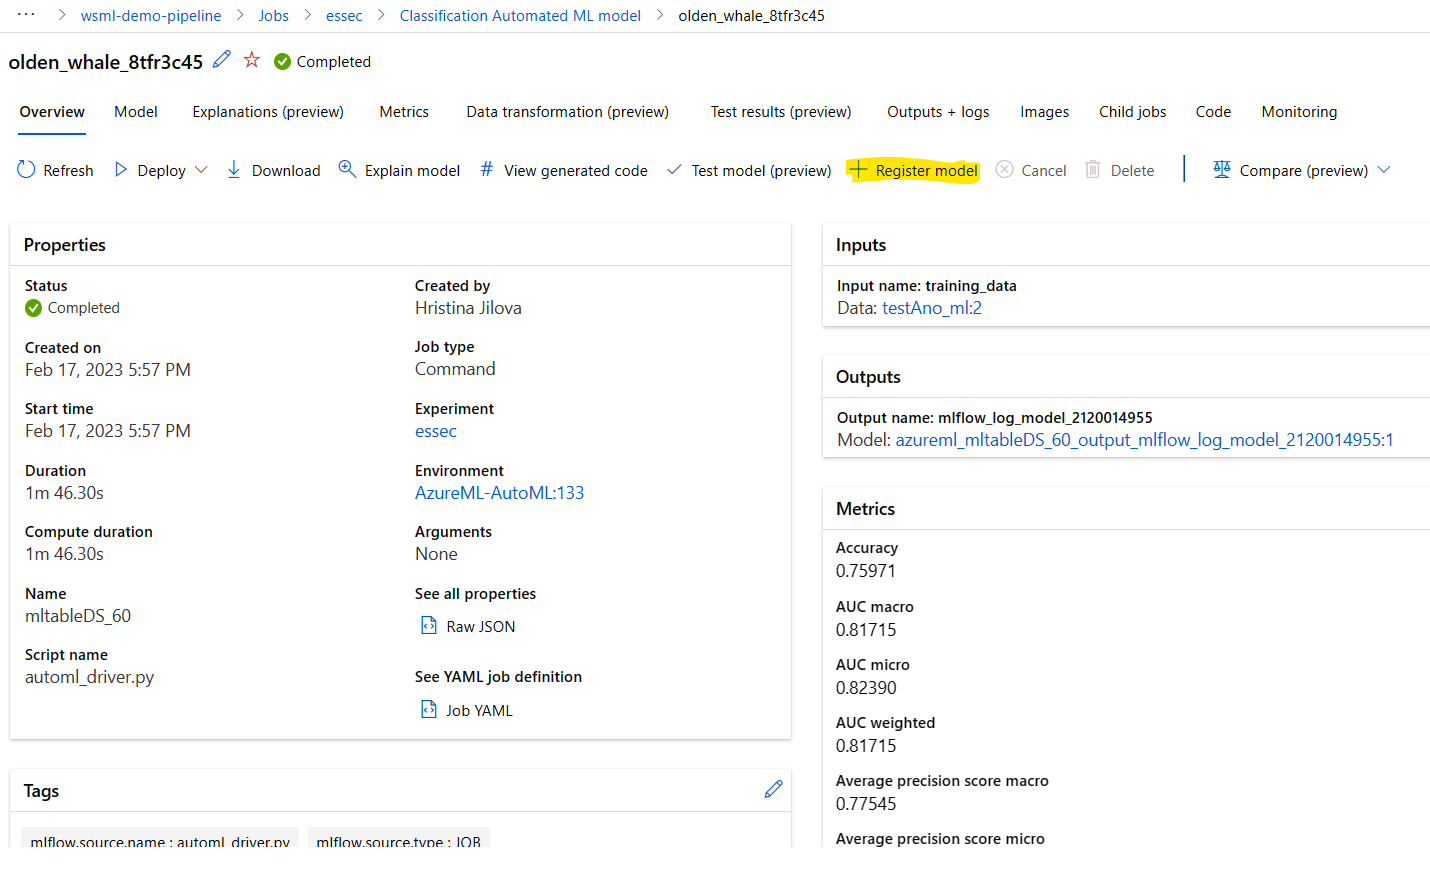 ··· > wsml-demo-pipeline > Jobs > essec > Classification Automated ML model > olden_whale_8tfr3c45
olden_whale_8tfr3c45 Completed
Overview Model Explanations (preview) Metrics Data transformation (preview) Test results (preview) Outputs + logs Images Child jobs Code Monitoring
Refresh Deploy Download Explain model # View generated code Test model (preview) + Register model Cancel Delete Compare (preview)
Properties
Status
Completed
Created on
Feb 17, 2023 5:57 PM
Start time
Feb 17, 2023 5:57 PM
Duration
1m 46.30s
Compute duration
1m 46.30s
Name
mltableDS_60
Script name
automl_driver.py
Created by
Hristina Jilova
Job type
Command
Experiment
essec
Environment
AzureML-AutoML:133
Arguments
None
See all properties
Raw JSON
See YAML job definition
Job YAML
Tags
mlflow.source.name : automl_driver.py mlflow.source.type : JOB
Inputs
Input name: training_data
Data: testAno_ml:2
Outputs
Output name: mlflow_log_model_2120014955
Model: azureml_mltableDS_60_output_mlflow_log_model_2120014955:1
Metrics
Accuracy
0.75971
AUC macro
0.81715
AUC micro
0.82390
AUC weighted
0.81715
Average precision score macro
0.77545
Average precision score micro